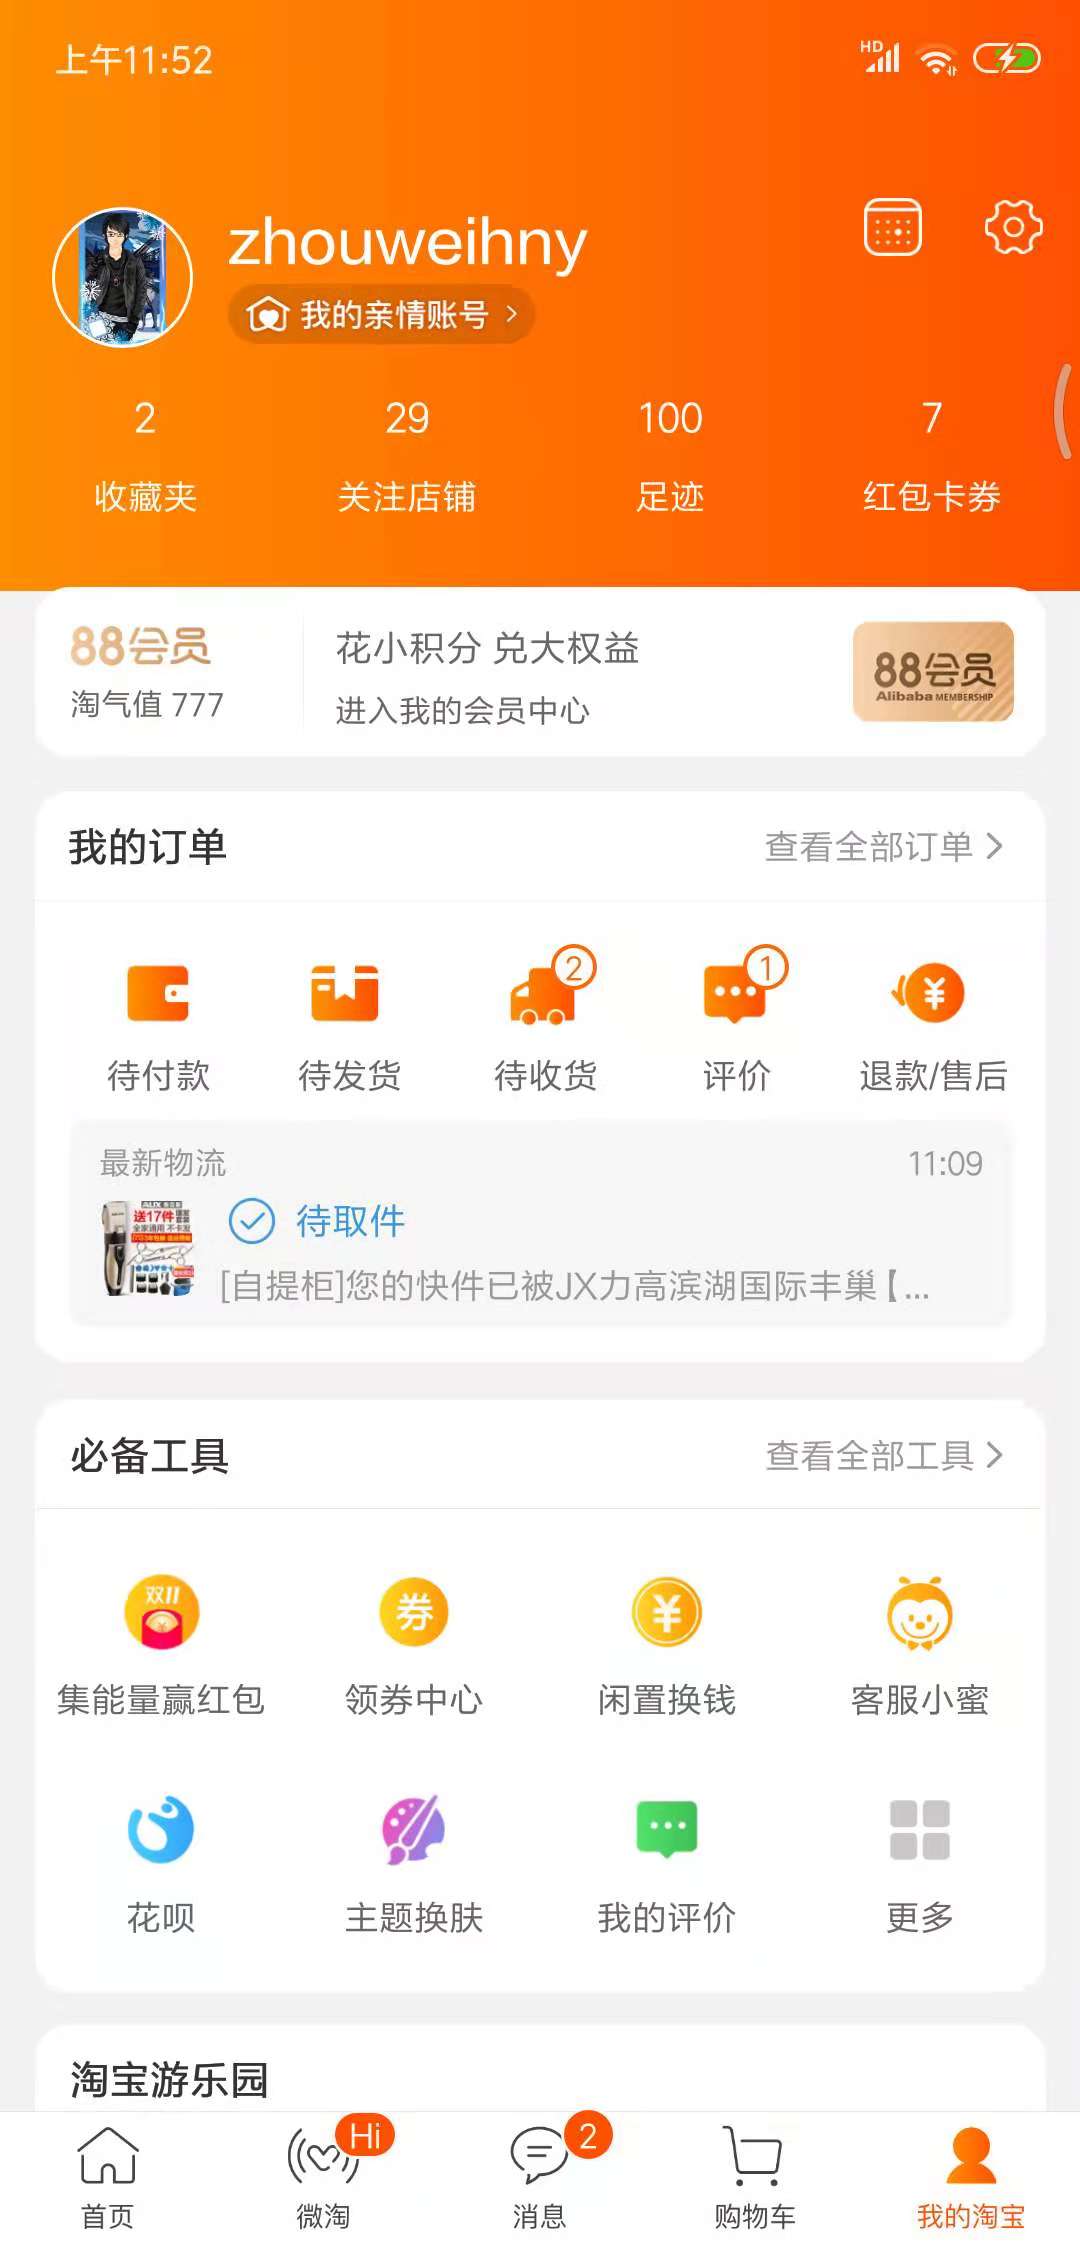 上午11:52
HD
zhouweihny
我的亲情账号
2 29 100 7
收藏夹 关注店铺 足迹 红包卡券
88会员
淘气值 777
花小积分 兑大权益
进入我的会员中心
88会员
Alibaba MEMBERSHIP
我的订单
查看全部订单
2 1
待付款 待发货 待收货 评价 退款/售后
最新物流
11:09
AUX
送17件
待取件
[自提柜]您的快件已被JX力高滨湖国际丰巢【...
必备工具
查看全部工具
双11 券
集能量赢红包 领券中心 闲置换钱 客服小蜜
花呗 主题换肤 我的评价 更多
淘宝游乐园
Hi 2
首页 微淘 消息 购物车 我的淘宝